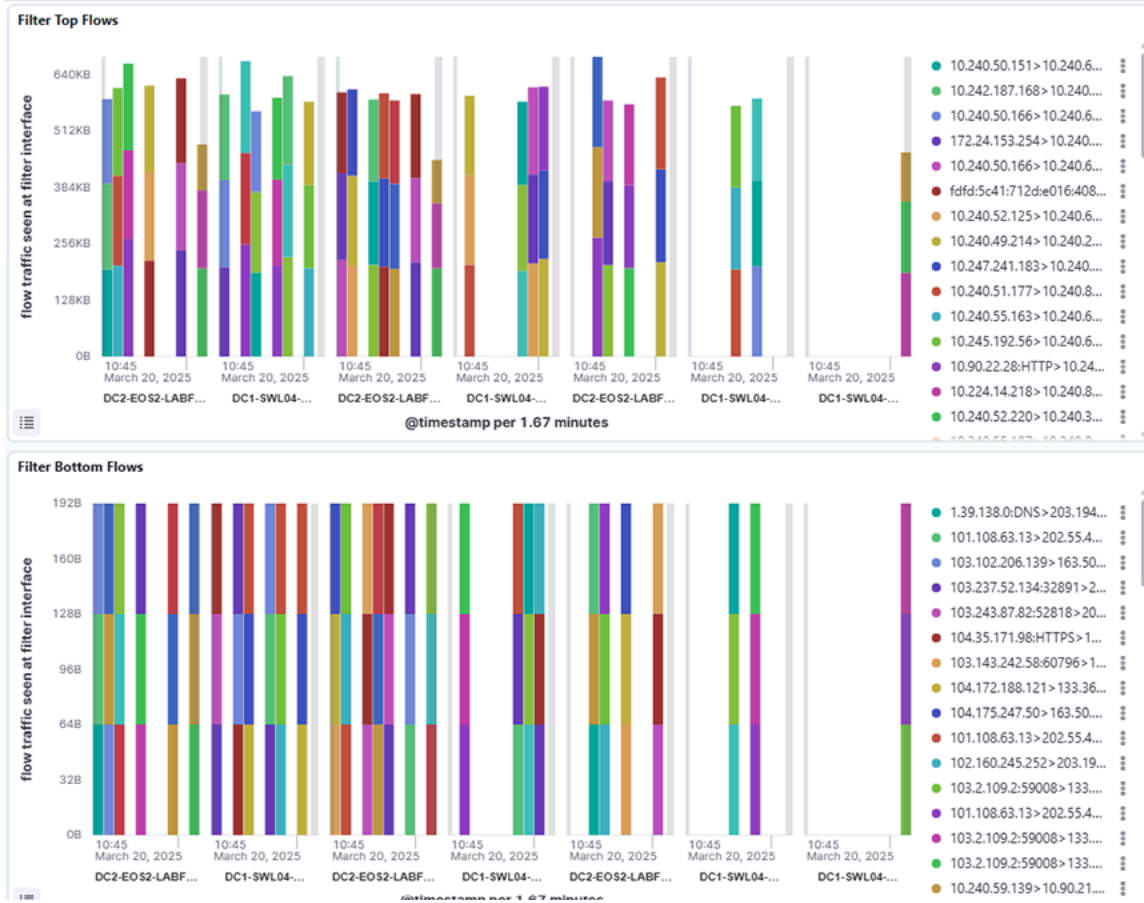 Filter Top Flows
flow traffic seen at filter interface
640KB
512KB
384KB
256KB
128KB
0B
10:45
March 20, 2025
DC2-EOS2-LABF...
10:45
March 20, 2025
DC1-SWL04-...
10:45
March 20, 2025
DC2-EOS2-LABF...
10:45
March 20, 2025
DC1-SWL04-...
10:45
March 20, 2025
DC2-EOS2-LABF...
10:45
March 20, 2025
DC1-SWL04-...
10:45
March 20, 2025
DC1-SWL04-...
@timestamp per 1.67 minutes
10.240.50.151>10.240.6...
10.242.187.168>10.240....
10.240.50.166>10.240.6...
172.24.153.254>10.240....
10.240.50.166>10.240.6...
fdfd:5c41:712d:e016:408...
10.240.52.125>10.240.6...
10.240.49.214>10.240.2...
10.247.241.183>10.240....
10.240.51.177>10.240.8...
10.240.55.163>10.240.6...
10.245.192.56>10.240.6...
10.90.22.28:HTTP>10.24...
10.224.14.218>10.240.8...
10.240.52.220>10.240.3...
Filter Bottom Flows
flow traffic seen at filter interface
192B
160B
128B
96B
64B
32B
0B
10:45
March 20, 2025
DC2-EOS2-LABF...
10:45
March 20, 2025
DC1-SWL04-...
10:45
March 20, 2025
DC2-EOS2-LABF...
10:45
March 20, 2025
DC1-SWL04-...
10:45
March 20, 2025
DC2-EOS2-LABF...
10:45
March 20, 2025
DC1-SWL04-...
10:45
March 20, 2025
DC1-SWL04-...
@timestamp per 1.67 minutes
1.39.138.0:DNS>203.194...
101.108.63.13>202.55.4...
103.102.206.139>163.50...
103.237.52.134:32891>2...
103.243.87.82:52818>20...
104.35.171.98:HTTPS>1...
103.143.242.58:60796>1...
104.172.188.121>133.36...
104.175.247.50>163.50....
101.108.63.13>202.55.4...
102.160.245.252>203.19...
103.2.109.2:59008>133....
101.108.63.13>202.55.4...
103.2.109.2:59008>133....
103.2.109.2:59008>133....
10.240.59.139>10.90.21...